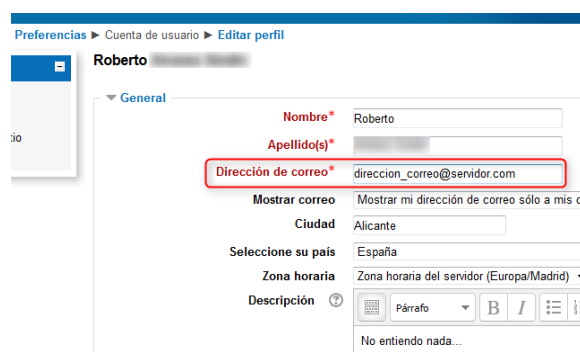 Preferencias ► Cuenta de usuario ► Editar perfil
Roberto
General
Nombre* Roberto
Apellido(s)*
tio
Dirección de correo* direccion_correo@servidor.com
Mostrar correo Mostrar mi dirección de correo sólo a mis
Ciudad Alicante
Seleccione su país España
Zona horaria Zona horaria del servidor (Europa/Madrid)
Descripción ? Párrafo B I
No entiendo nada...